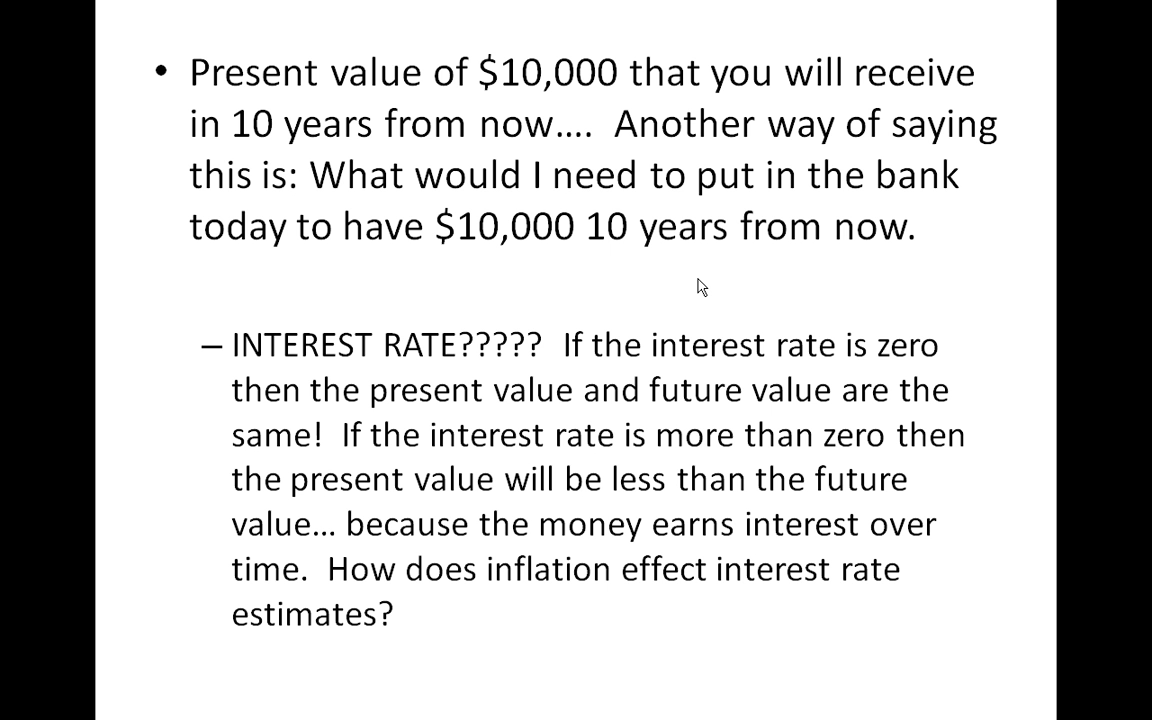 • Present value of $10,000 that you will receive
in 10 years from now.... Another way of saying
this is: What would I need to put in the bank
today to have $10,000 10 years from now.
– INTEREST RATE????? If the interest rate is zero
then the present value and future value are the
same! If the interest rate is more than zero then
the present value will be less than the future
value... because the money earns interest over
time. How does inflation effect interest rate
estimates?